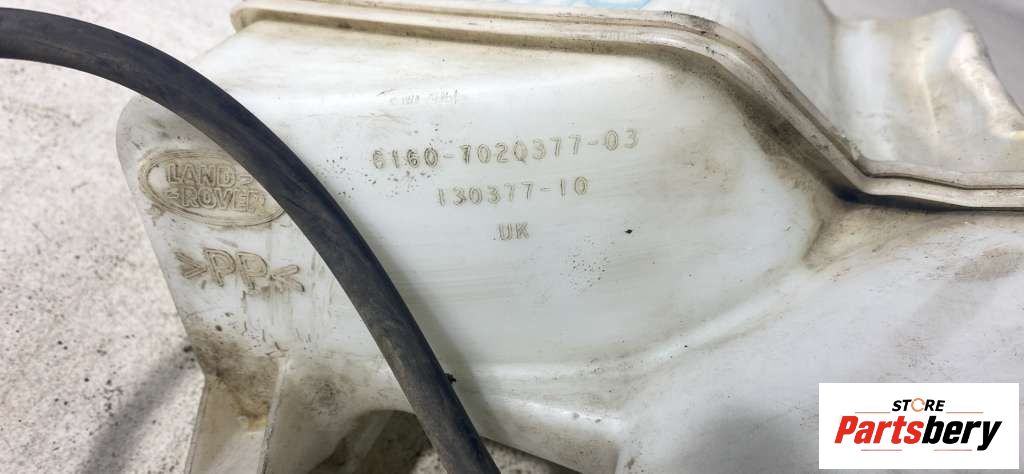 6160-7020377-03
130377-10
UK
LAND
ROVER
>PP<
STORE
Partsbery